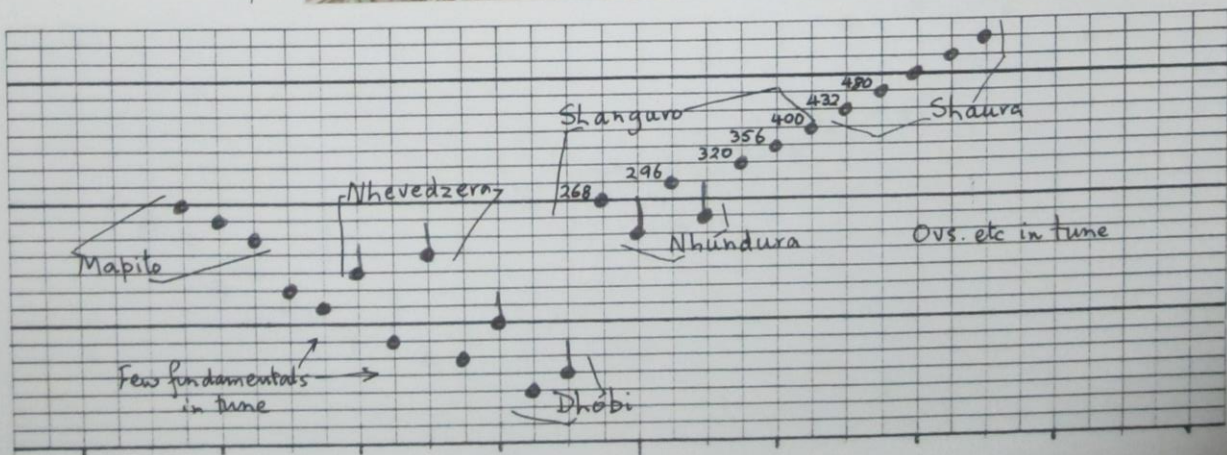 480
432
Shanguro
Shaura
400
356
320
296
268
Nhevedzera
Nhundura
Ovs. etc in tune
Mapito
Few fundamentals
in tune
Dhobi